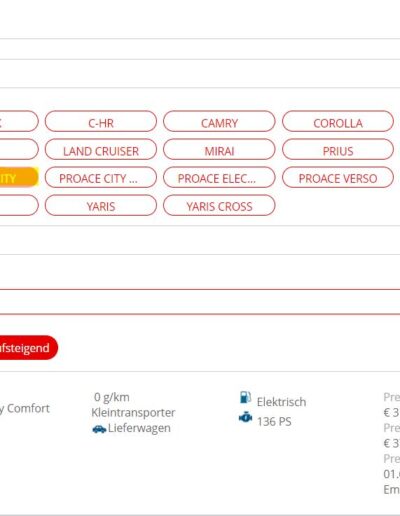 C-HR CAMRY COROLLA
LAND CRUISER MIRAI PRIUS
ITY PROACE CITY ... PROACE ELEC... PROACE VERSO
YARIS YARIS CROSS
ufsteigend
0 g/km Elektrisch Pre
y Comfort Kleintransporter € 3
Lieferwagen 136 PS Pre
€ 3
Pre
01.
Em